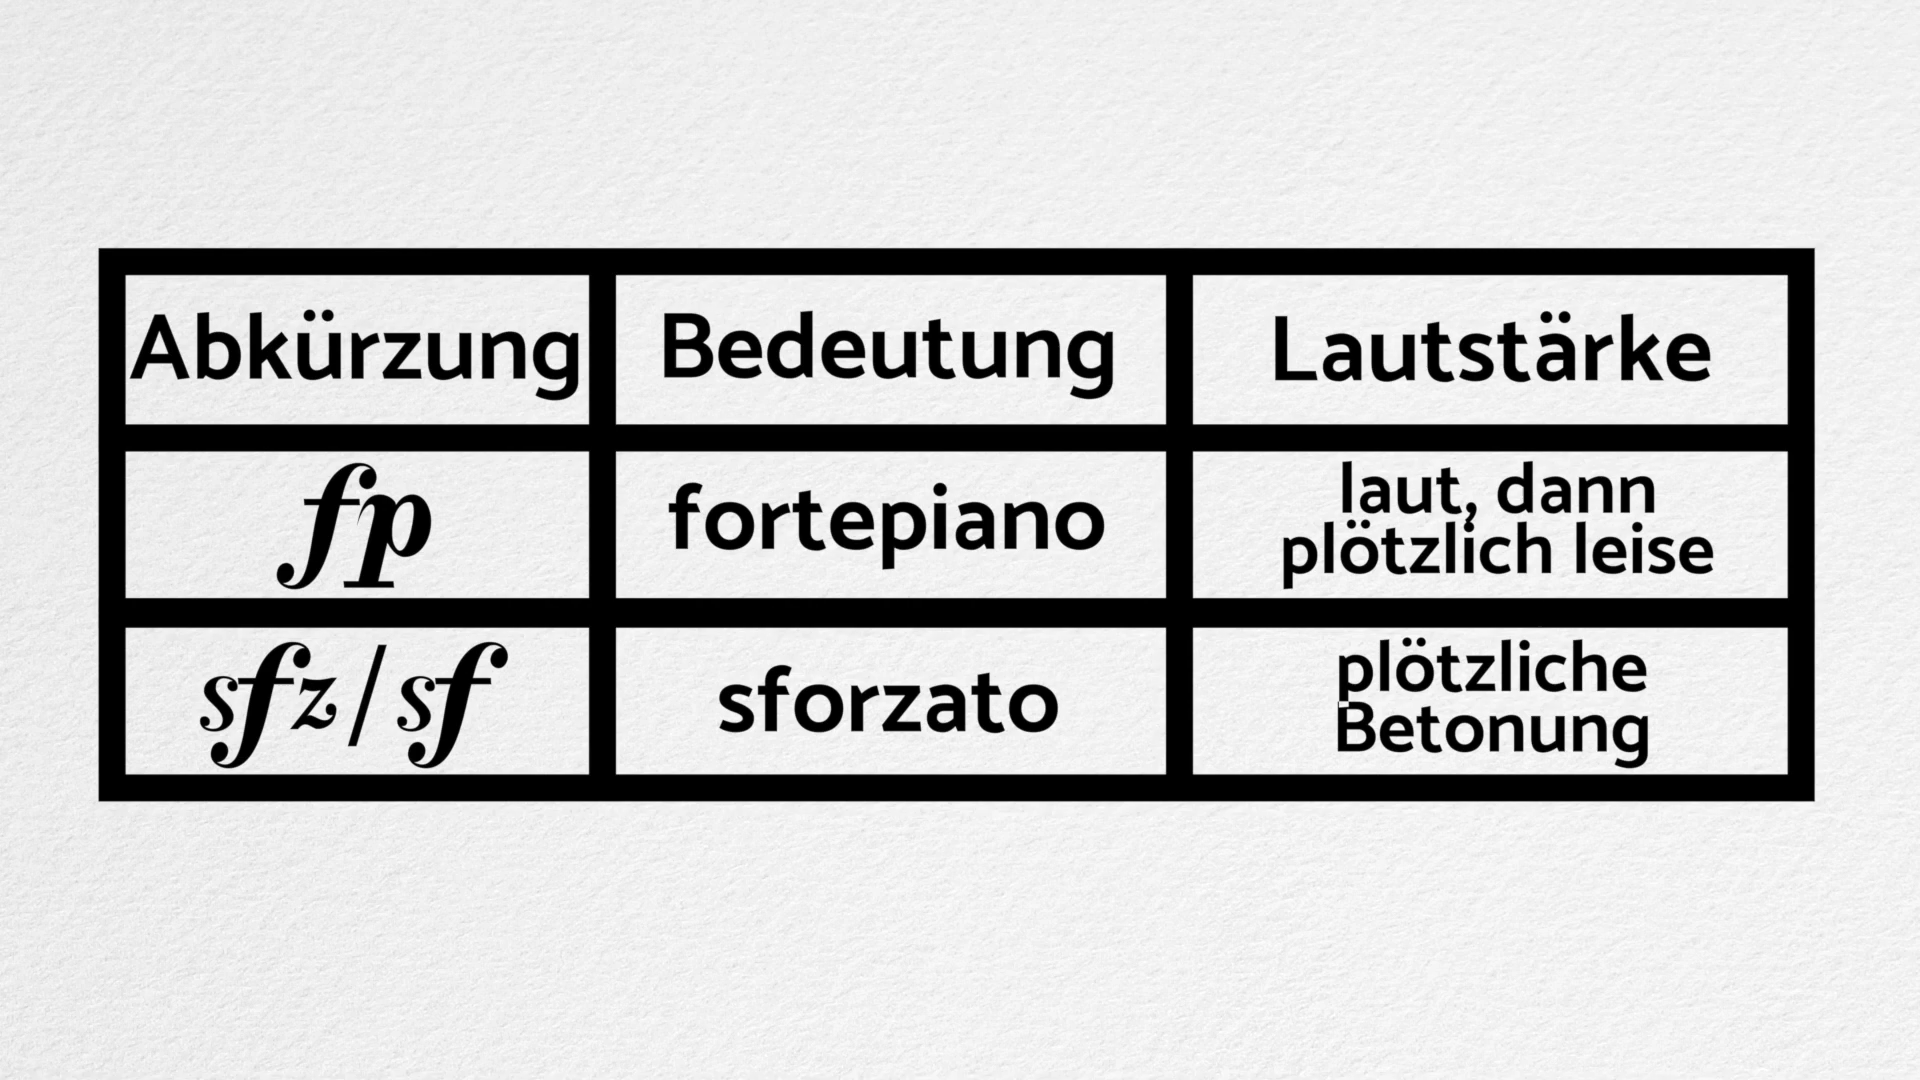 Abkürzung Bedeutung Lautstärke
fp fortepiano laut, dann
plötzlich leise
sfz/sf sforzato plötzliche
Betonung